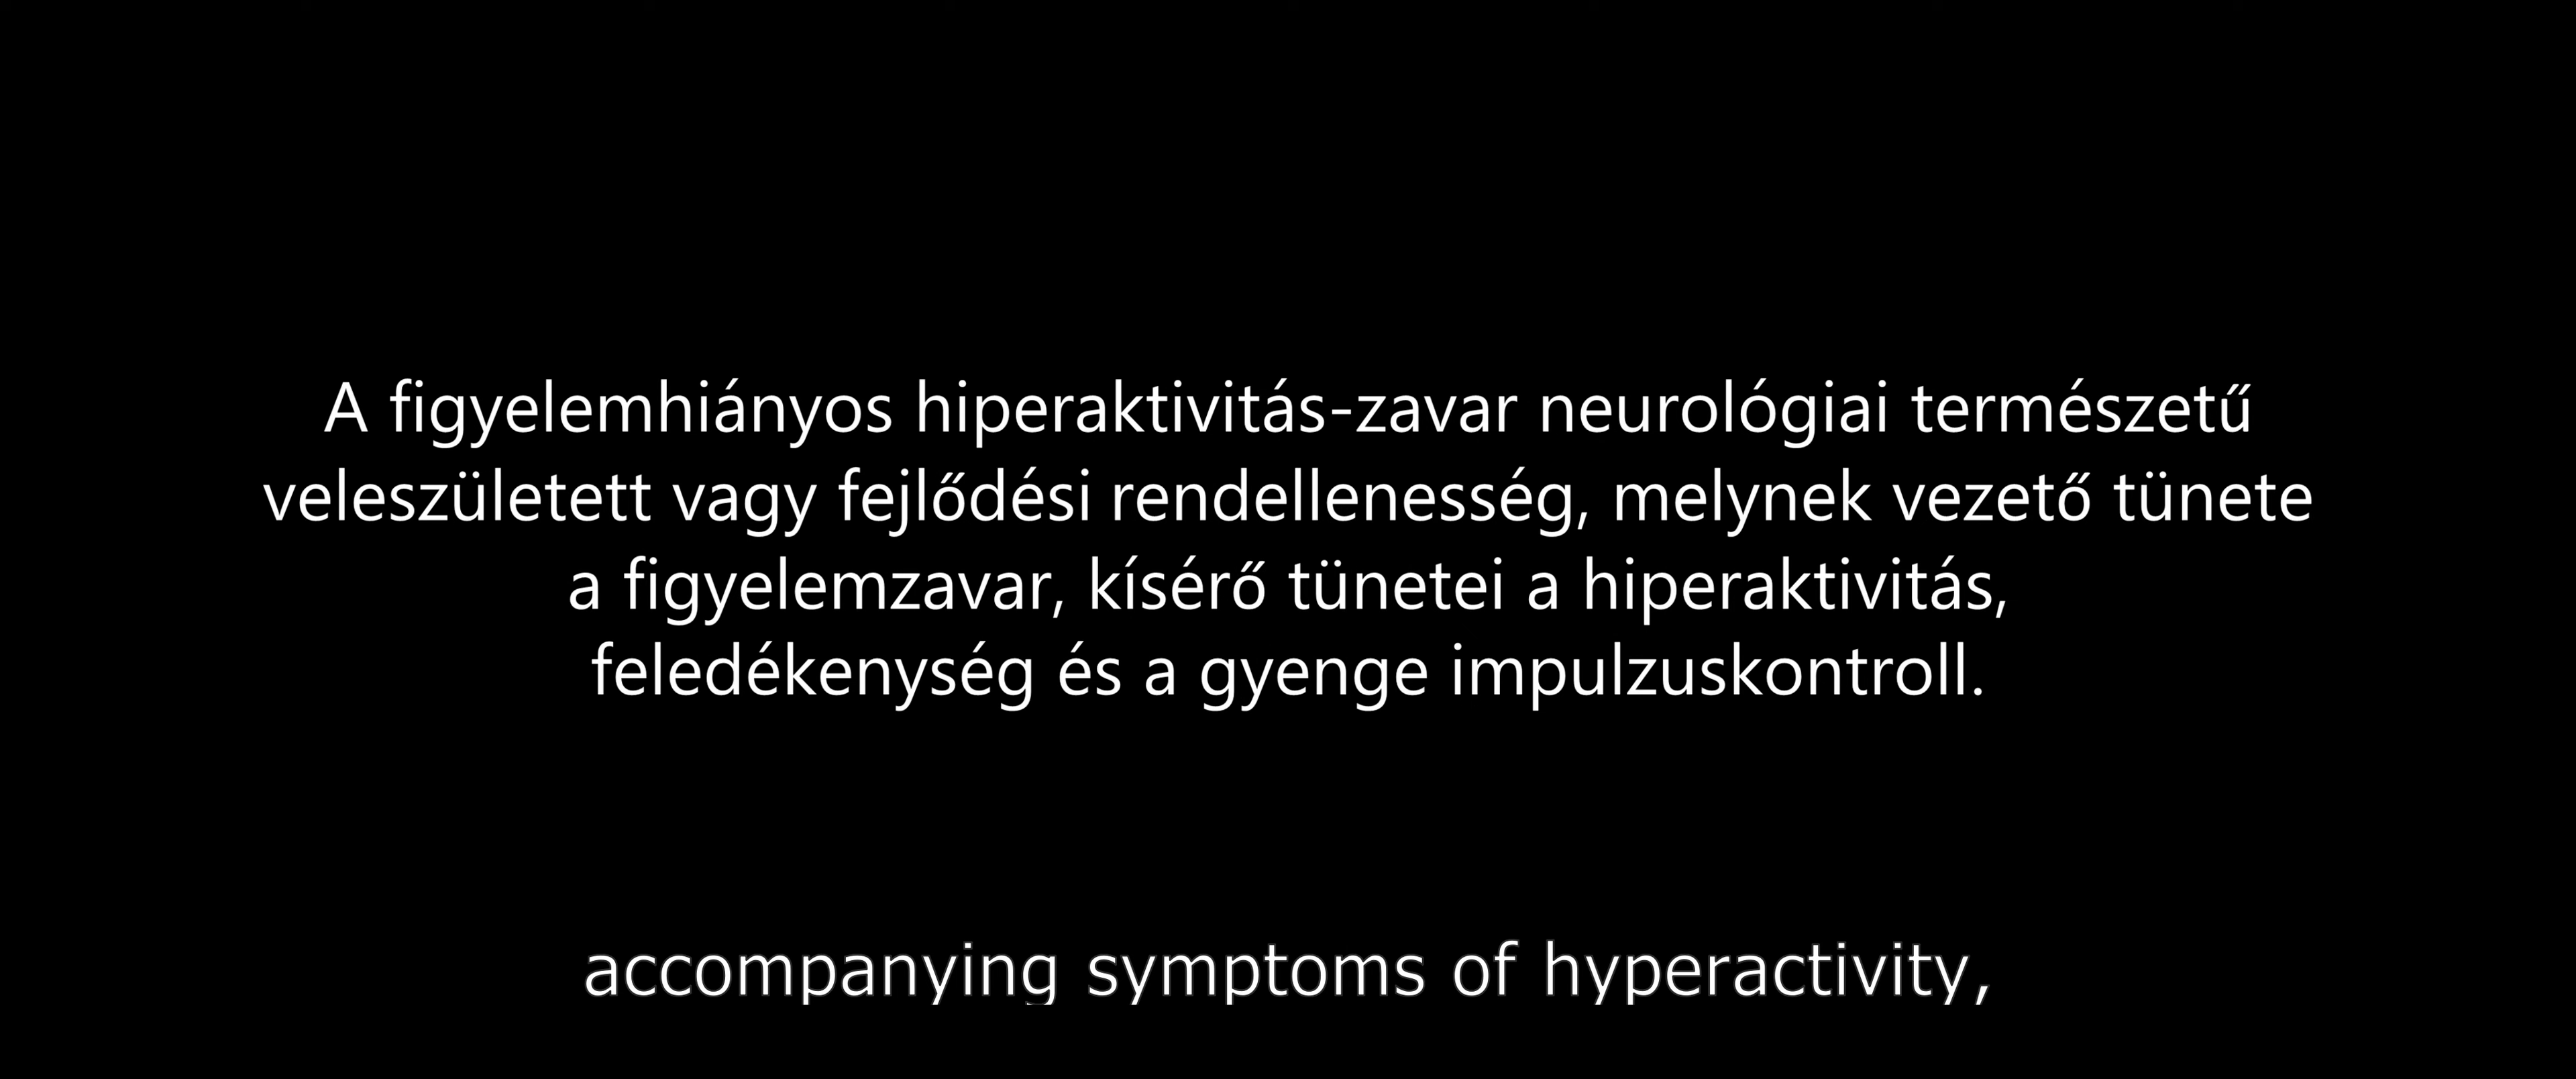 A figyelemhiányos hiperaktivitás-zavar neurológiai természetű
veleszületett vagy fejlődési rendellenesség, melynek vezető tünete
a figyelemzavar, kísérő tünetei a hiperaktivitás,
feledékenység és a gyenge impulzuskontroll.
accompanying symptoms of hyperactivity,